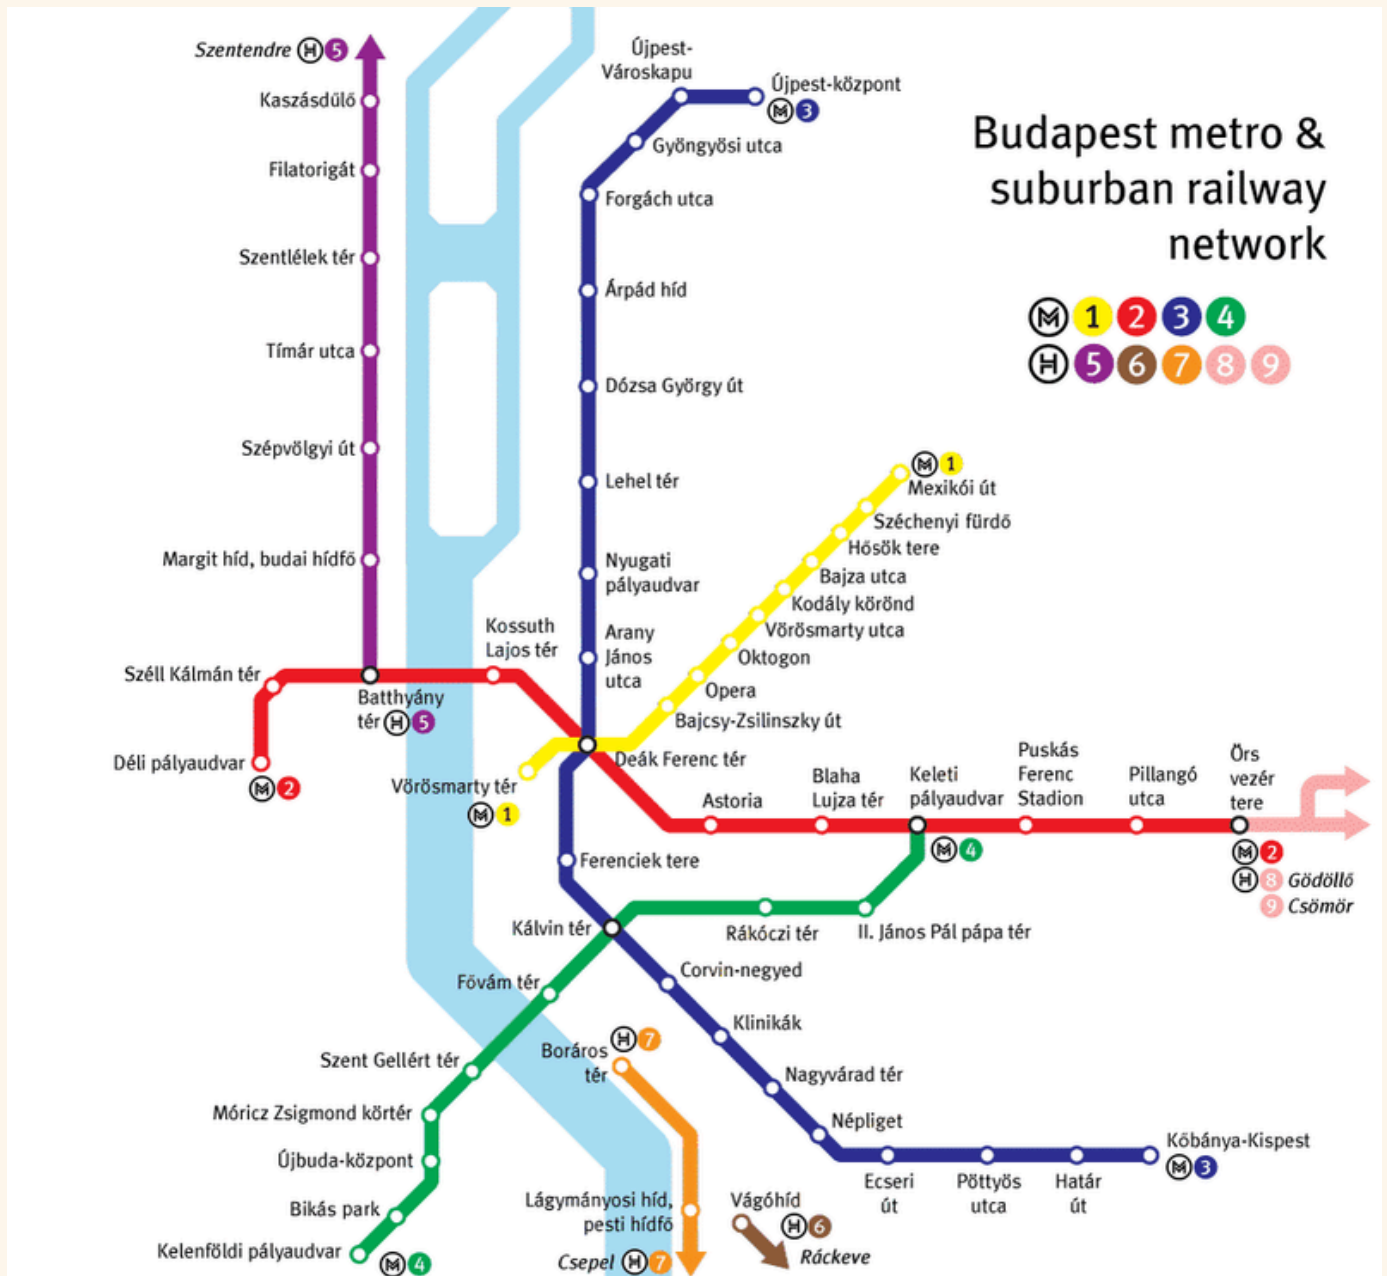 Budapest metro &
suburban railway
network
M 1 2 3 4
H 5 6 7 8 9
Szentendre H 5
Kaszásdűlő
Filatorigát
Szentlélek tér
Tímár utca
Szépvölgyi út
Margit híd, budai hídfő
Batthyány
tér H 5
Újpest-
Városkapu
Újpest-központ
M 3
Gyöngyösi utca
Forgách utca
Árpád híd
Dózsa György út
Lehel tér
Nyugati
pályaudvar
Arany
János
utca
M 1
Mexikói út
Széchenyi fürdő
Hősök tere
Bajza utca
Kodály körönd
Vörösmarty utca
Oktogon
Opera
Bajcsy-Zsilinszky út
Deák Ferenc tér
Vörösmarty tér
M 1
Kossuth
Lajos tér
Széll Kálmán tér
Déli pályaudvar
M 2
Astoria
Blaha
Lujza tér
Keleti
pályaudvar
M 4
Puskás
Ferenc
Stadion
Pillangó
utca
Örs
vezér
tere
M 2
H 8 Gödöllő
9 Csömör
Ferenciek tere
Kálvin tér
Rákóczi tér
II. János Pál pápa tér
Corvin-negyed
Klinikák
Nagyvárad tér
Népliget
Ecseri
út
Pöttyös
utca
Határ
út
Kőbánya-Kispest
M 3
Fővám tér
Szent Gellért tér
Móricz Zsigmond körtér
Újbuda-központ
Bikás park
Kelenföldi pályaudvar
M 4
H 7
Boráros
tér
Lágymányosi híd,
pesti hídfő
Csepel H 7
Vágóhíd
H 6
Ráckeve